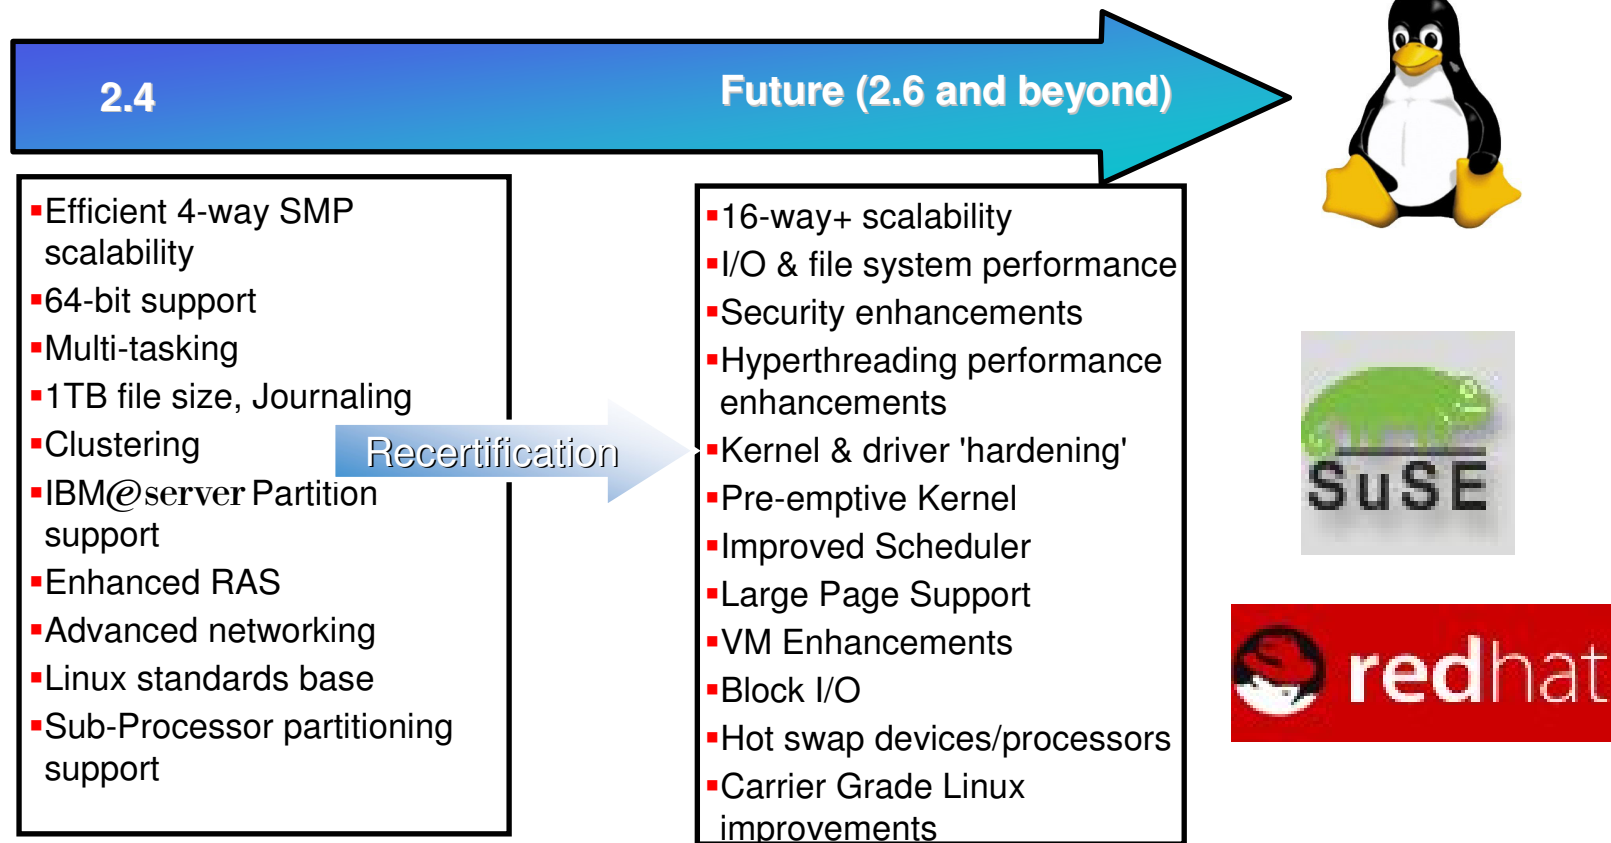 2.4
Future (2.6 and beyond)
▪Efficient 4-way SMP
scalability
▪64-bit support
▪Multi-tasking
▪1TB file size, Journaling
▪Clustering
▪IBM@server Partition
support
▪Enhanced RAS
▪Advanced networking
▪Linux standards base
▪Sub-Processor partitioning
support
Recertification
▪16-way+ scalability
▪I/O & file system performance
▪Security enhancements
▪Hyperthreading performance
enhancements
▪Kernel & driver 'hardening'
▪Pre-emptive Kernel
▪Improved Scheduler
▪Large Page Support
▪VM Enhancements
▪Block I/O
▪Hot swap devices/processors
▪Carrier Grade Linux
improvements
SuSE
redhat